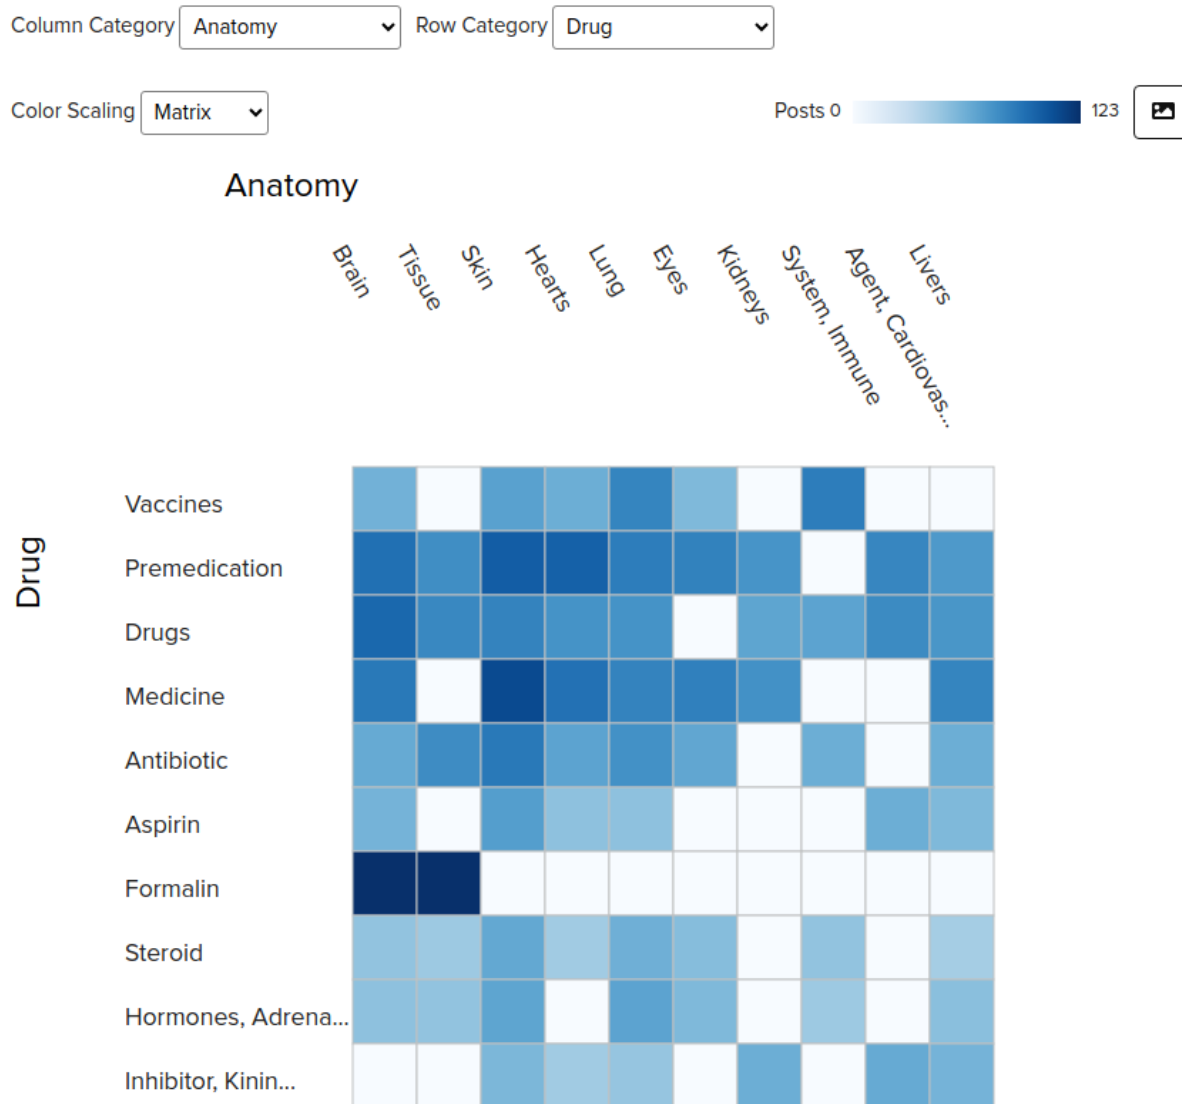 Column Category Anatomy Row Category Drug
Color Scaling Matrix Posts 0 123
Anatomy
Brain
Tissue
Skin
Hearts
Lung
Eyes
Kidneys
System, Immune
Agent, Cardiovas...
Livers
Drug
Vaccines
Premedication
Drugs
Medicine
Antibiotic
Aspirin
Formalin
Steroid
Hormones, Adrena...
Inhibitor, Kinin...